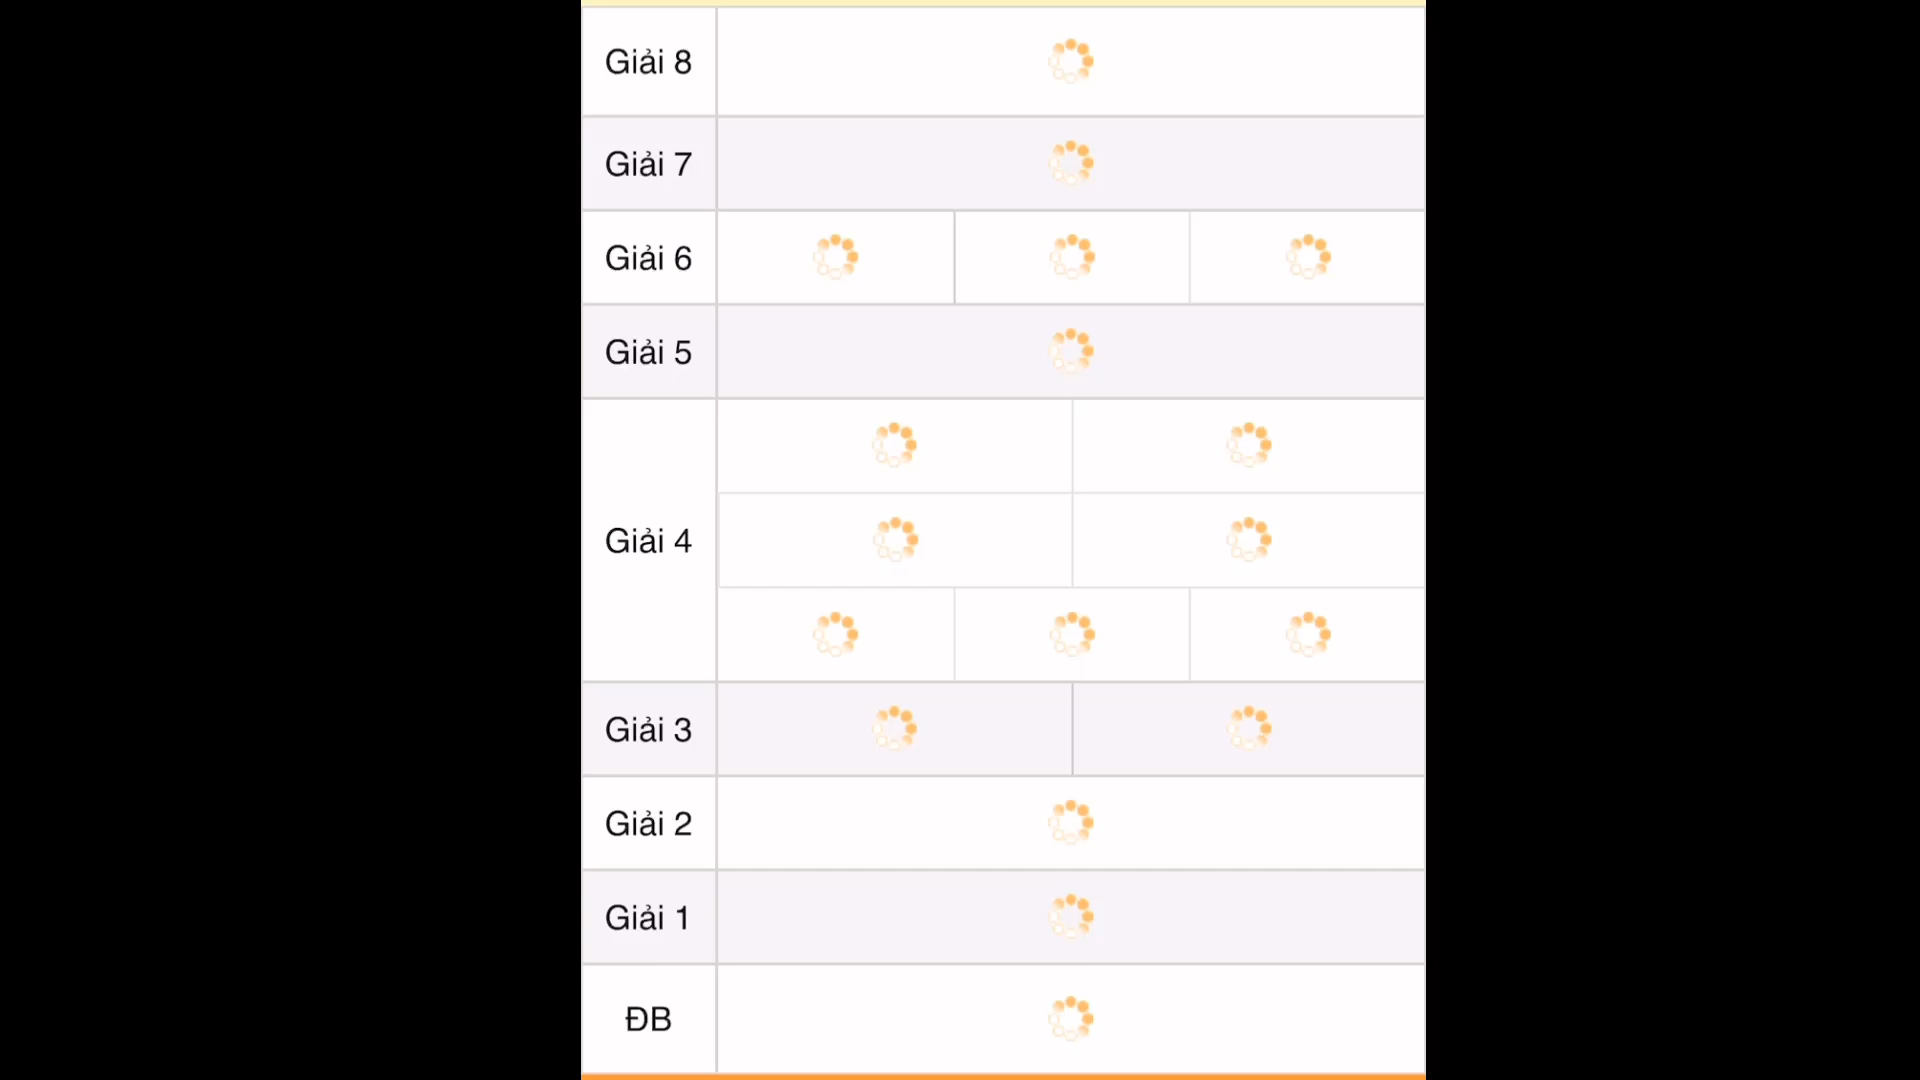 Giải 8
Giải 7
Giải 6
Giải 5
Giải 4
Giải 3
Giải 2
Giải 1
ĐB